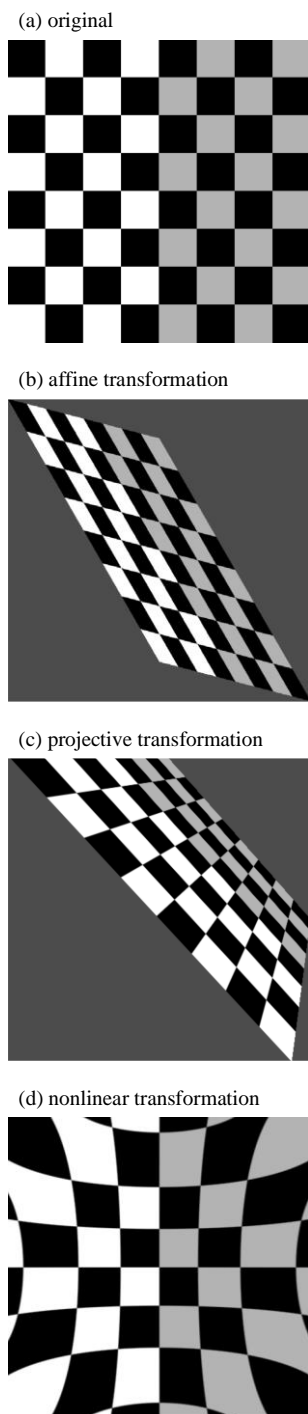 (a) original
(b) affine transformation
(c) projective transformation
(d) nonlinear transformation